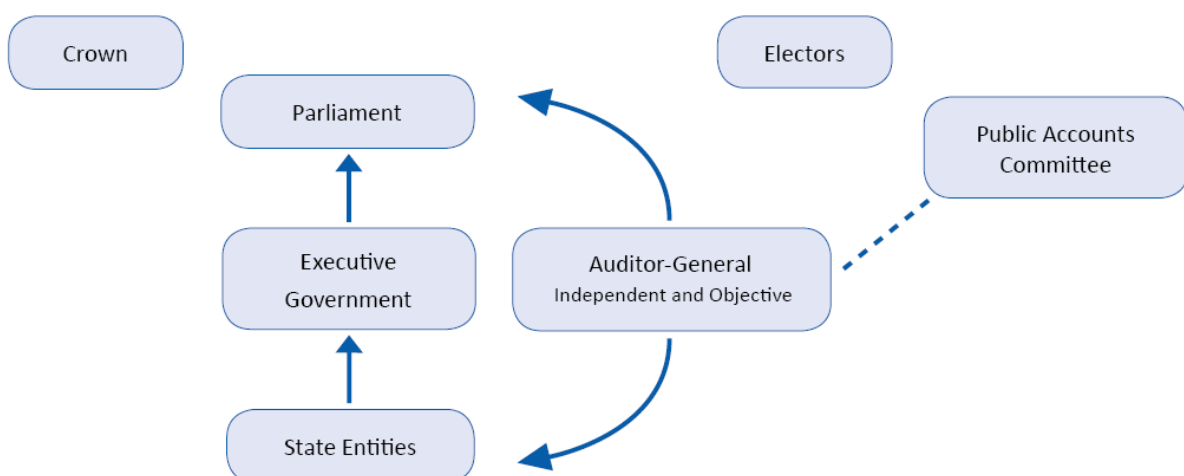 Crown
Electors
Parliament
Public Accounts
Committee
Executive
Government
Auditor-General
Independent and Objective
State Entities